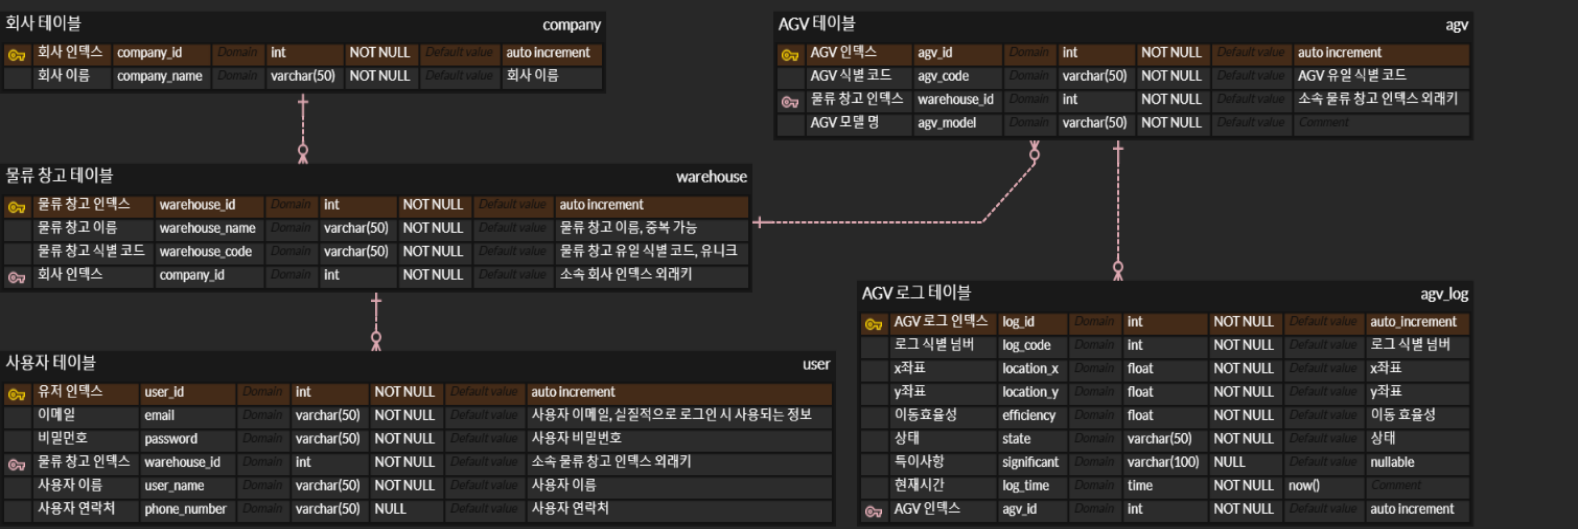 회사 테이블 company
회사 인덱스 company_id Domain int NOT NULL Default value auto increment
회사 이름 company_name Domain varchar(50) NOT NULL Default value 회사 이름
AGV 테이블 agv
AGV 인덱스 agv_id Domain int NOT NULL Default value auto increment
AGV 식별 코드 agv_code Domain varchar(50) NOT NULL Default value AGV 유일 식별 코드
물류 창고 인덱스 warehouse_id Domain int NOT NULL Default value 소속 물류 창고 인덱스 외래키
AGV 모델 명 agv_model Domain varchar(50) NOT NULL Default value Comment
물류 창고 테이블 warehouse
물류 창고 인덱스 warehouse_id Domain int NOT NULL Default value auto increment
물류 창고 이름 warehouse_name Domain varchar(50) NOT NULL Default value 물류 창고 이름, 중복 가능
물류 창고 식별 코드 warehouse_code Domain varchar(50) NOT NULL Default value 물류 창고 유일 식별 코드, 유니크
회사 인덱스 company_id Domain int NOT NULL Default value 소속 회사 인덱스 외래키
AGV 로그 테이블 agv_log
AGV 로그 인덱스 log_id Domain int NOT NULL Default value auto_increment
로그 식별 넘버 log_code Domain int NOT NULL Default value 로그 식별 넘버
x좌표 location_x Domain float NOT NULL Default value x좌표
y좌표 location_y Domain float NOT NULL Default value y좌표
이동효율성 efficiency Domain float NOT NULL Default value 이동 효율성
상태 state Domain varchar(50) NOT NULL Default value 상태
특이사항 significant Domain varchar(100) NULL Default value nullable
현재시간 log_time Domain time NOT NULL now() Comment
AGV 인덱스 agv_id Domain int NOT NULL Default value auto increment
사용자 테이블 user
유저 인덱스 user_id Domain int NOT NULL Default value auto increment
이메일 email Domain varchar(50) NOT NULL Default value 사용자 이메일, 실질적으로 로그인 시 사용되는 정보
비밀먼호 password Domain varchar(50) NOT NULL Default value 사용자 비밀번호
물류 창고 인덱스 warehouse_id Domain int NOT NULL Default value 소속 물류 창고 인덱스 외래키
사용자 이름 user_name Domain varchar(50) NOT NULL Default value 사용자 이름
사용자 연락처 phone_number Domain varchar(50) NULL Default value 사용자 연락처